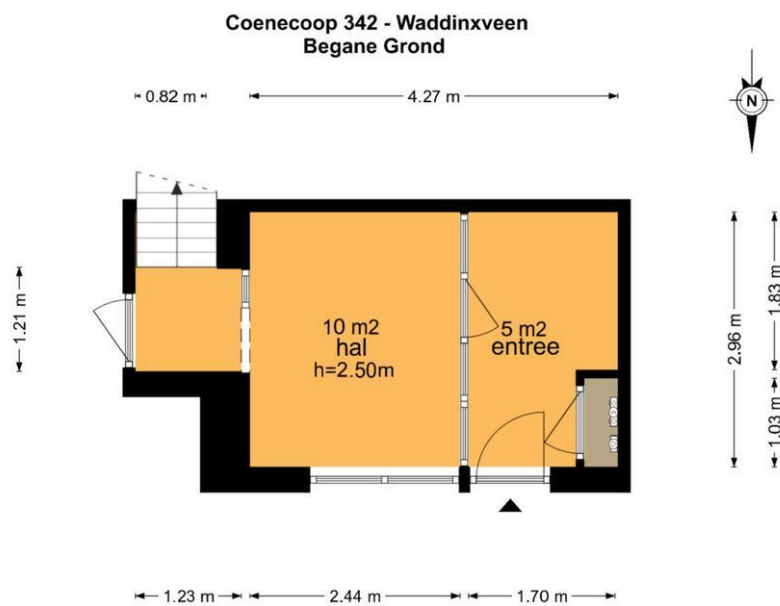 Coenecoop 342 - Waddinxveen
Begane Grond
0.82 m
4.27 m
N
1.21 m
10 m2
hal
h=2.50m
5 m2
entree
2.96 m
1.83 m
1.03 m
1.23 m
2.44 m
1.70 m